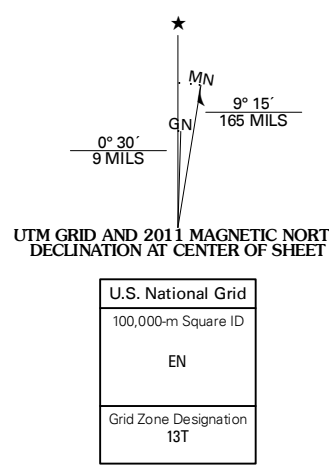 ★
MN
GN
9° 15´
165 MILS
0° 30´
9 MILS
UTM GRID AND 2011 MAGNETIC NORT
DECLINATION AT CENTER OF SHEET
U.S. National Grid
100,000-m Square ID
EN
Grid Zone Designation
13T